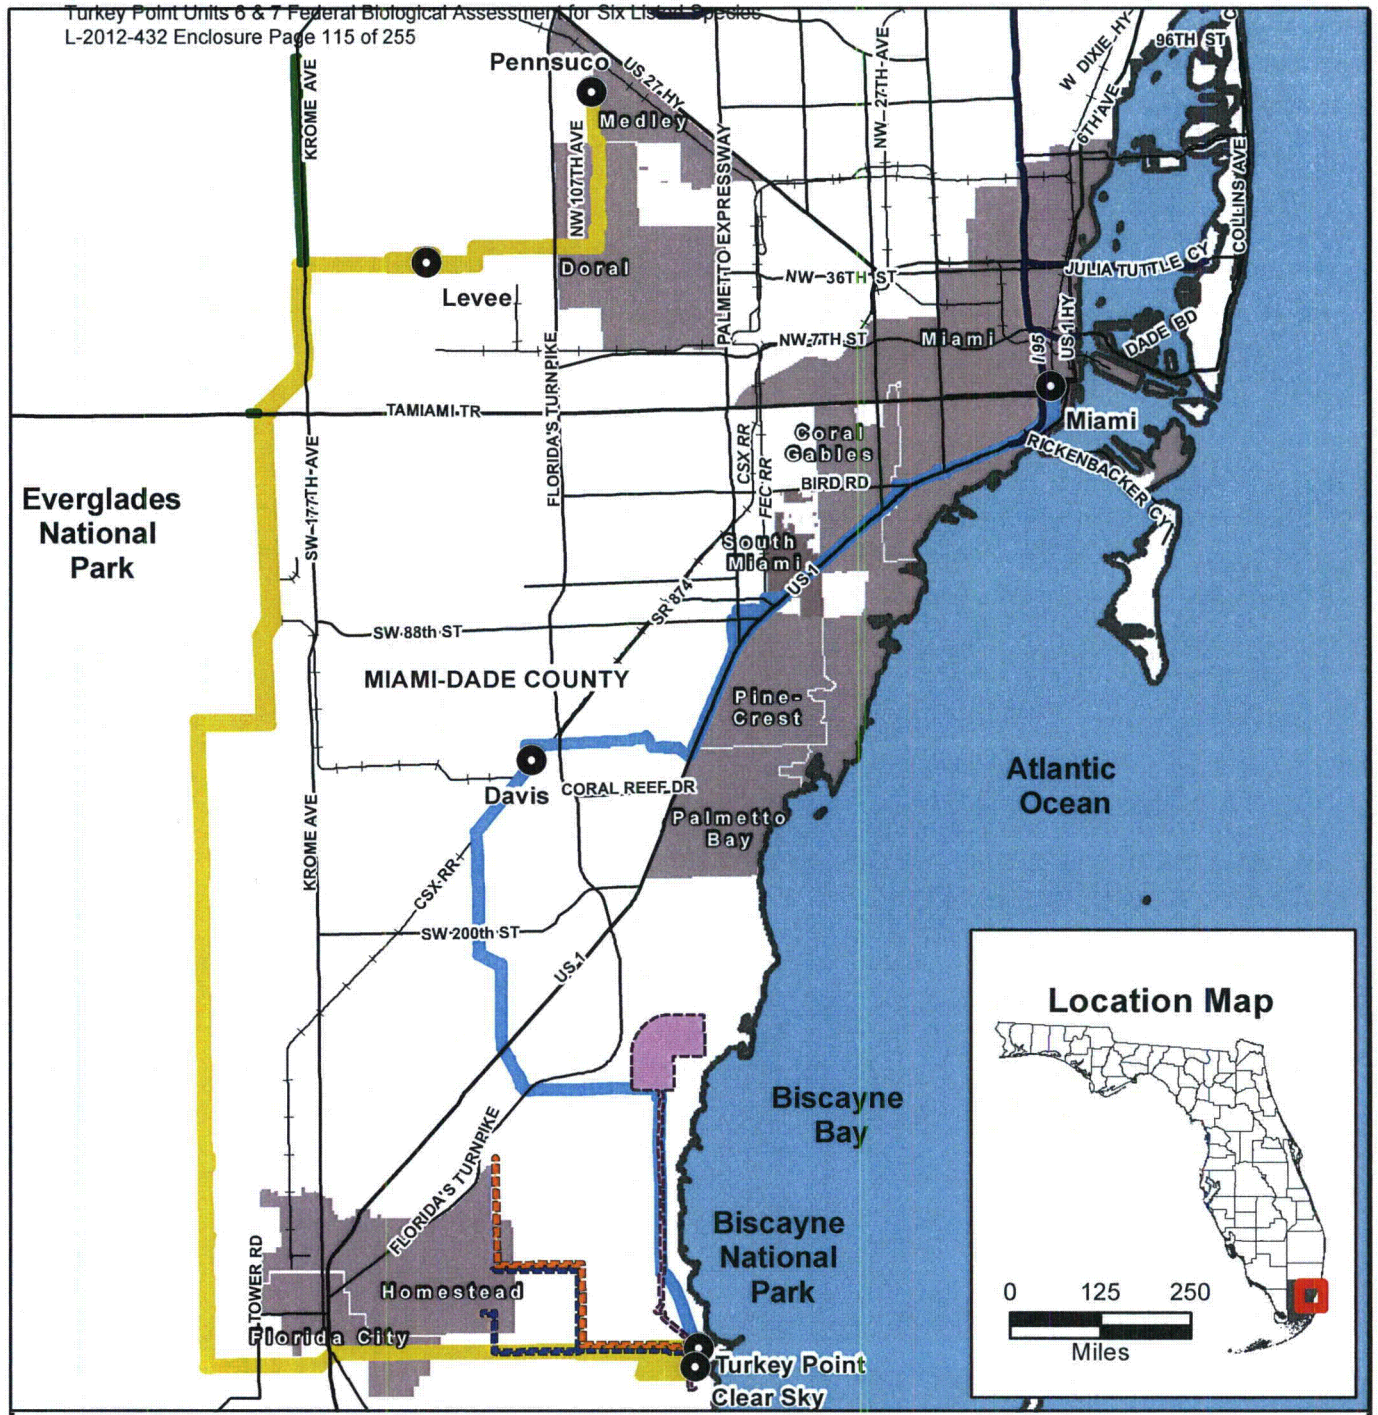 Turkey Point Units 6 & 7 Federal Biological Assessment for Six Listed Species
L-2012-432 Enclosure Page 115 of 255
KROME AVE
Pennsuco
US 27 HY
Medley
NW 107TH AVE
PALMETTO EXPRESSWAY
NW 27TH AVE
W DIXIE HY
96TH ST
6TH AVE
COLLINS AVE
Doral
Levee
NW 36TH ST
JULIA TUTTLE CY
NW 7TH ST
Miami
I 95
US 1 HY
DADE BD
FLORIDA'S TURNPIKE
TAMIAMI TR
Miami
RICKENBACKER CY
Coral
Gables
CSX RR
FEC RR
BIRD RD
Everglades
National
Park
SW 177TH AVE
South
Miami
US 1
SR 874
SW 88th ST
MIAMI-DADE COUNTY
Pine-
Crest
Davis
CORAL REEF DR
Atlantic
Ocean
Palmetto
Bay
KROME AVE
CSX RR
SW 200th ST
US 1
Location Map
Biscayne
Bay
FLORIDA'S TURNPIKE
Biscayne
National
Park
TOWER RD
Homestead
Florida City
0 125 250
Miles
Turkey Point
Clear Sky